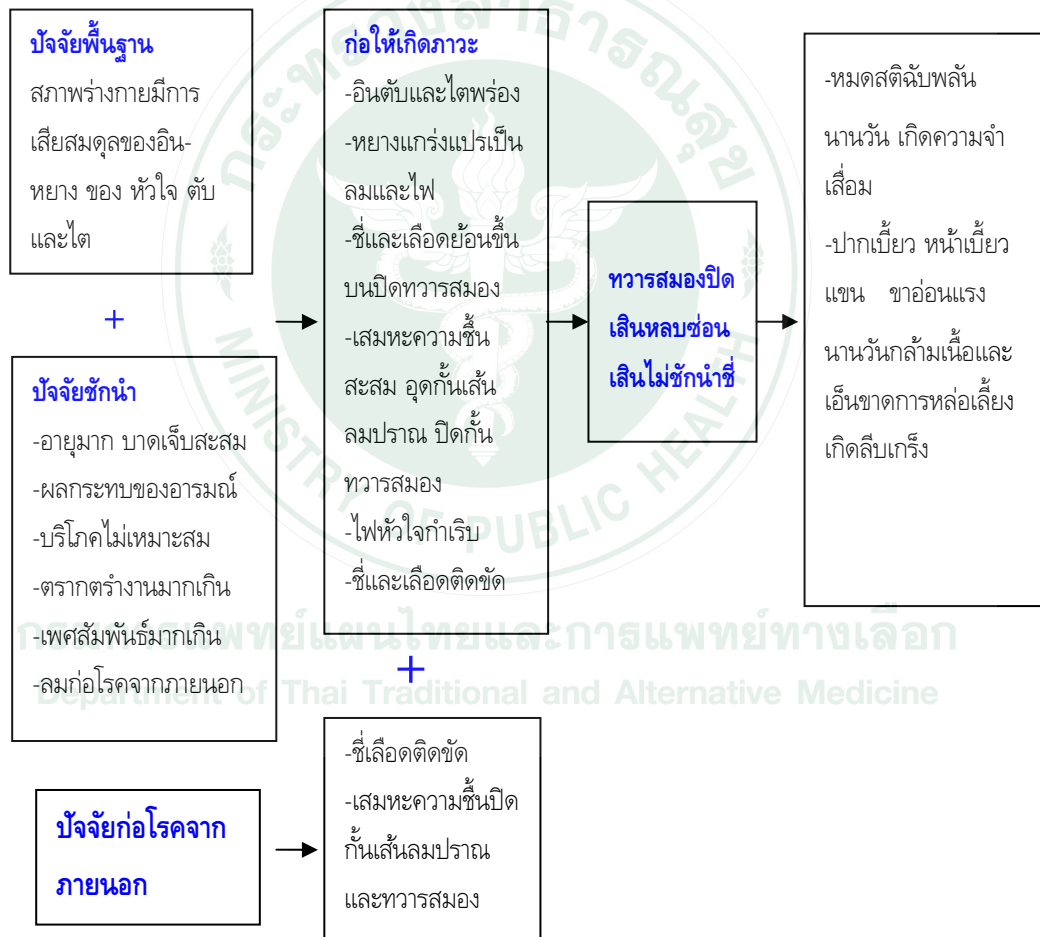 ปัจจัยพื้นฐาน
สภาพร่างกายมีการ
เสียสมดุลของอิน-
หยาง ของ หัวใจ ตับ
และไต
+
ปัจจัยชักนำ
-อายุมาก บาดเจ็บสะสม
-ผลกระทบของอารมณ์
-บริโภคไม่เหมาะสม
-ตรากตรำงานมากเกิน
-เพศสัมพันธ์มากเกิน
-ลมก่อโรคจากภายนอก
ก่อให้เกิดภาวะ
-อินตับและไตพร่อง
-หยางแกร่งแปรเป็น
ลมและไฟ
-ชี่และเลือดย้อนขึ้น
บนปิดทวารสมอง
-เสมหะความชื้น
สะสม อุดกั้นเส้น
ลมปราณ ปิดกั้น
ทวารสมอง
-ไฟหัวใจกำเริบ
-ชี่และเลือดติดขัด
+
ปัจจัยก่อโรคจาก
ภายนอก
-ชี่เลือดติดขัด
-เสมหะความชื้นปิด
กั้นเส้นลมปราณ
และทวารสมอง
ทวารสมองปิด
เสินหลบซ่อน
เสินไม่ชักนำชี่
-หมดสติฉับพลัน
นานวัน เกิดความจำ
เสื่อม
-ปากเบี้ยว หน้าเบี้ยว
แขน ขาอ่อนแรง
นานวันกล้ามเนื้อและ
เอ็นขาดการหล่อเลี้ยง
เกิดลีบเกร็ง
กระทรวงสาธารณสุข
MINISTRY OF PUBLIC HEALTH
กรมการแพทย์แผนไทยและการแพทย์ทางเลือก
Department of Thai Traditional and Alternative Medicine